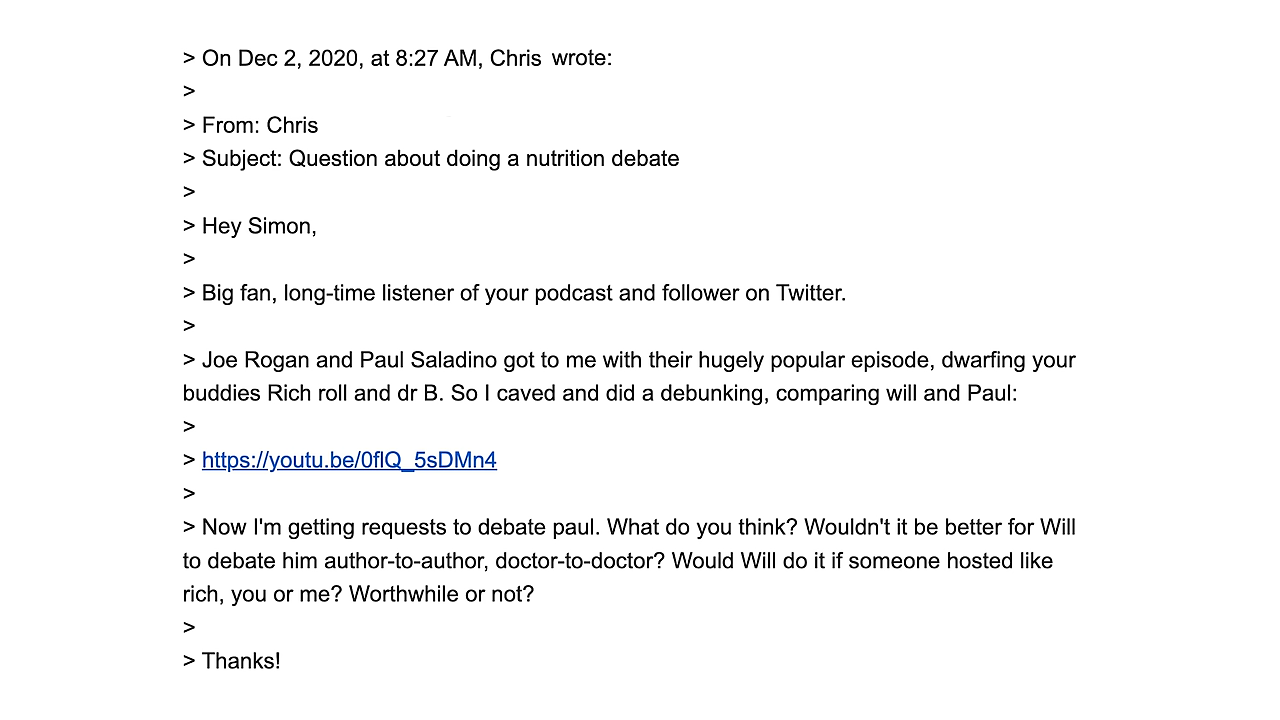 > On Dec 2, 2020, at 8:27 AM, Chris wrote:
>
> From: Chris
> Subject: Question about doing a nutrition debate
>
> Hey Simon,
>
> Big fan, long-time listener of your podcast and follower on Twitter.
>
> Joe Rogan and Paul Saladino got to me with their hugely popular episode, dwarfing your
buddies Rich roll and dr B. So I caved and did a debunking, comparing will and Paul:
>
> https://youtu.be/0flQ_5sDMn4
>
> Now I'm getting requests to debate paul. What do you think? Wouldn't it be better for Will
to debate him author-to-author, doctor-to-doctor? Would Will do it if someone hosted like
rich, you or me? Worthwhile or not?
>
> Thanks!